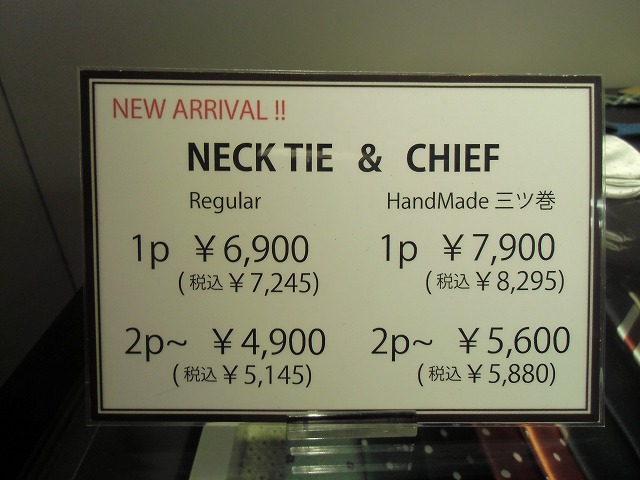 NEW ARRIVAL !!
NECK TIE & CHIEF
Regular
1p ¥6,900
(税込¥7,245)
2p~ ¥4,900
(税込¥5,145)
HandMade 三ツ巻
1p ¥7,900
(税込¥8,295)
2p~ ¥5,600
(税込¥5,880)